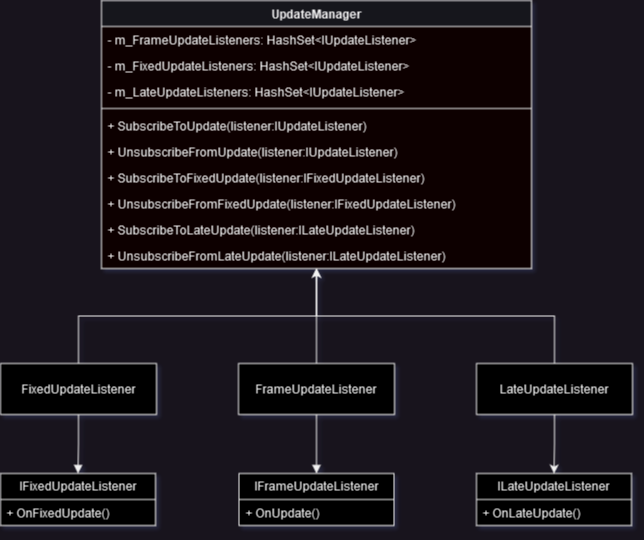 UpdateManager
- m_FrameUpdateListeners: HashSet<IUpdateListener>
- m_FixedUpdateListeners: HashSet<IUpdateListener>
- m_LateUpdateListeners: HashSet<IUpdateListener>
+ SubscribeToUpdate(listener:IUpdateListener)
+ UnsubscribeFromUpdate(listener:IUpdateListener)
+ SubscribeToFixedUpdate(listener:IFixedUpdateListener)
+ UnsubscribeFromFixedUpdate(listener:IFixedUpdateListener)
+ SubscribeToLateUpdate(listener:ILateUpdateListener)
+ UnsubscribeFromLateUpdate(listener:ILateUpdateListener)
FixedUpdateListener
FrameUpdateListener
LateUpdateListener
IFixedUpdateListener
+ OnFixedUpdate()
IFrameUpdateListener
+ OnUpdate()
ILateUpdateListener
+ OnLateUpdate()